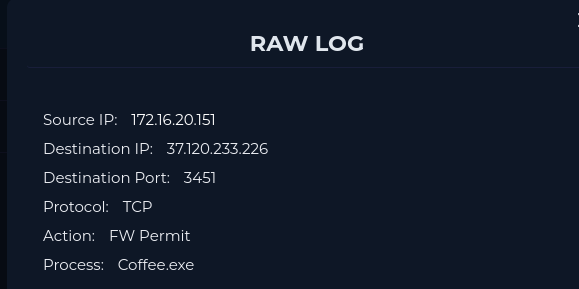 RAW LOG
Source IP: 172.16.20.151
Destination IP: 37.120.233.226
Destination Port: 3451
Protocol: TCP
Action: FW Permit
Process: Coffee.exe